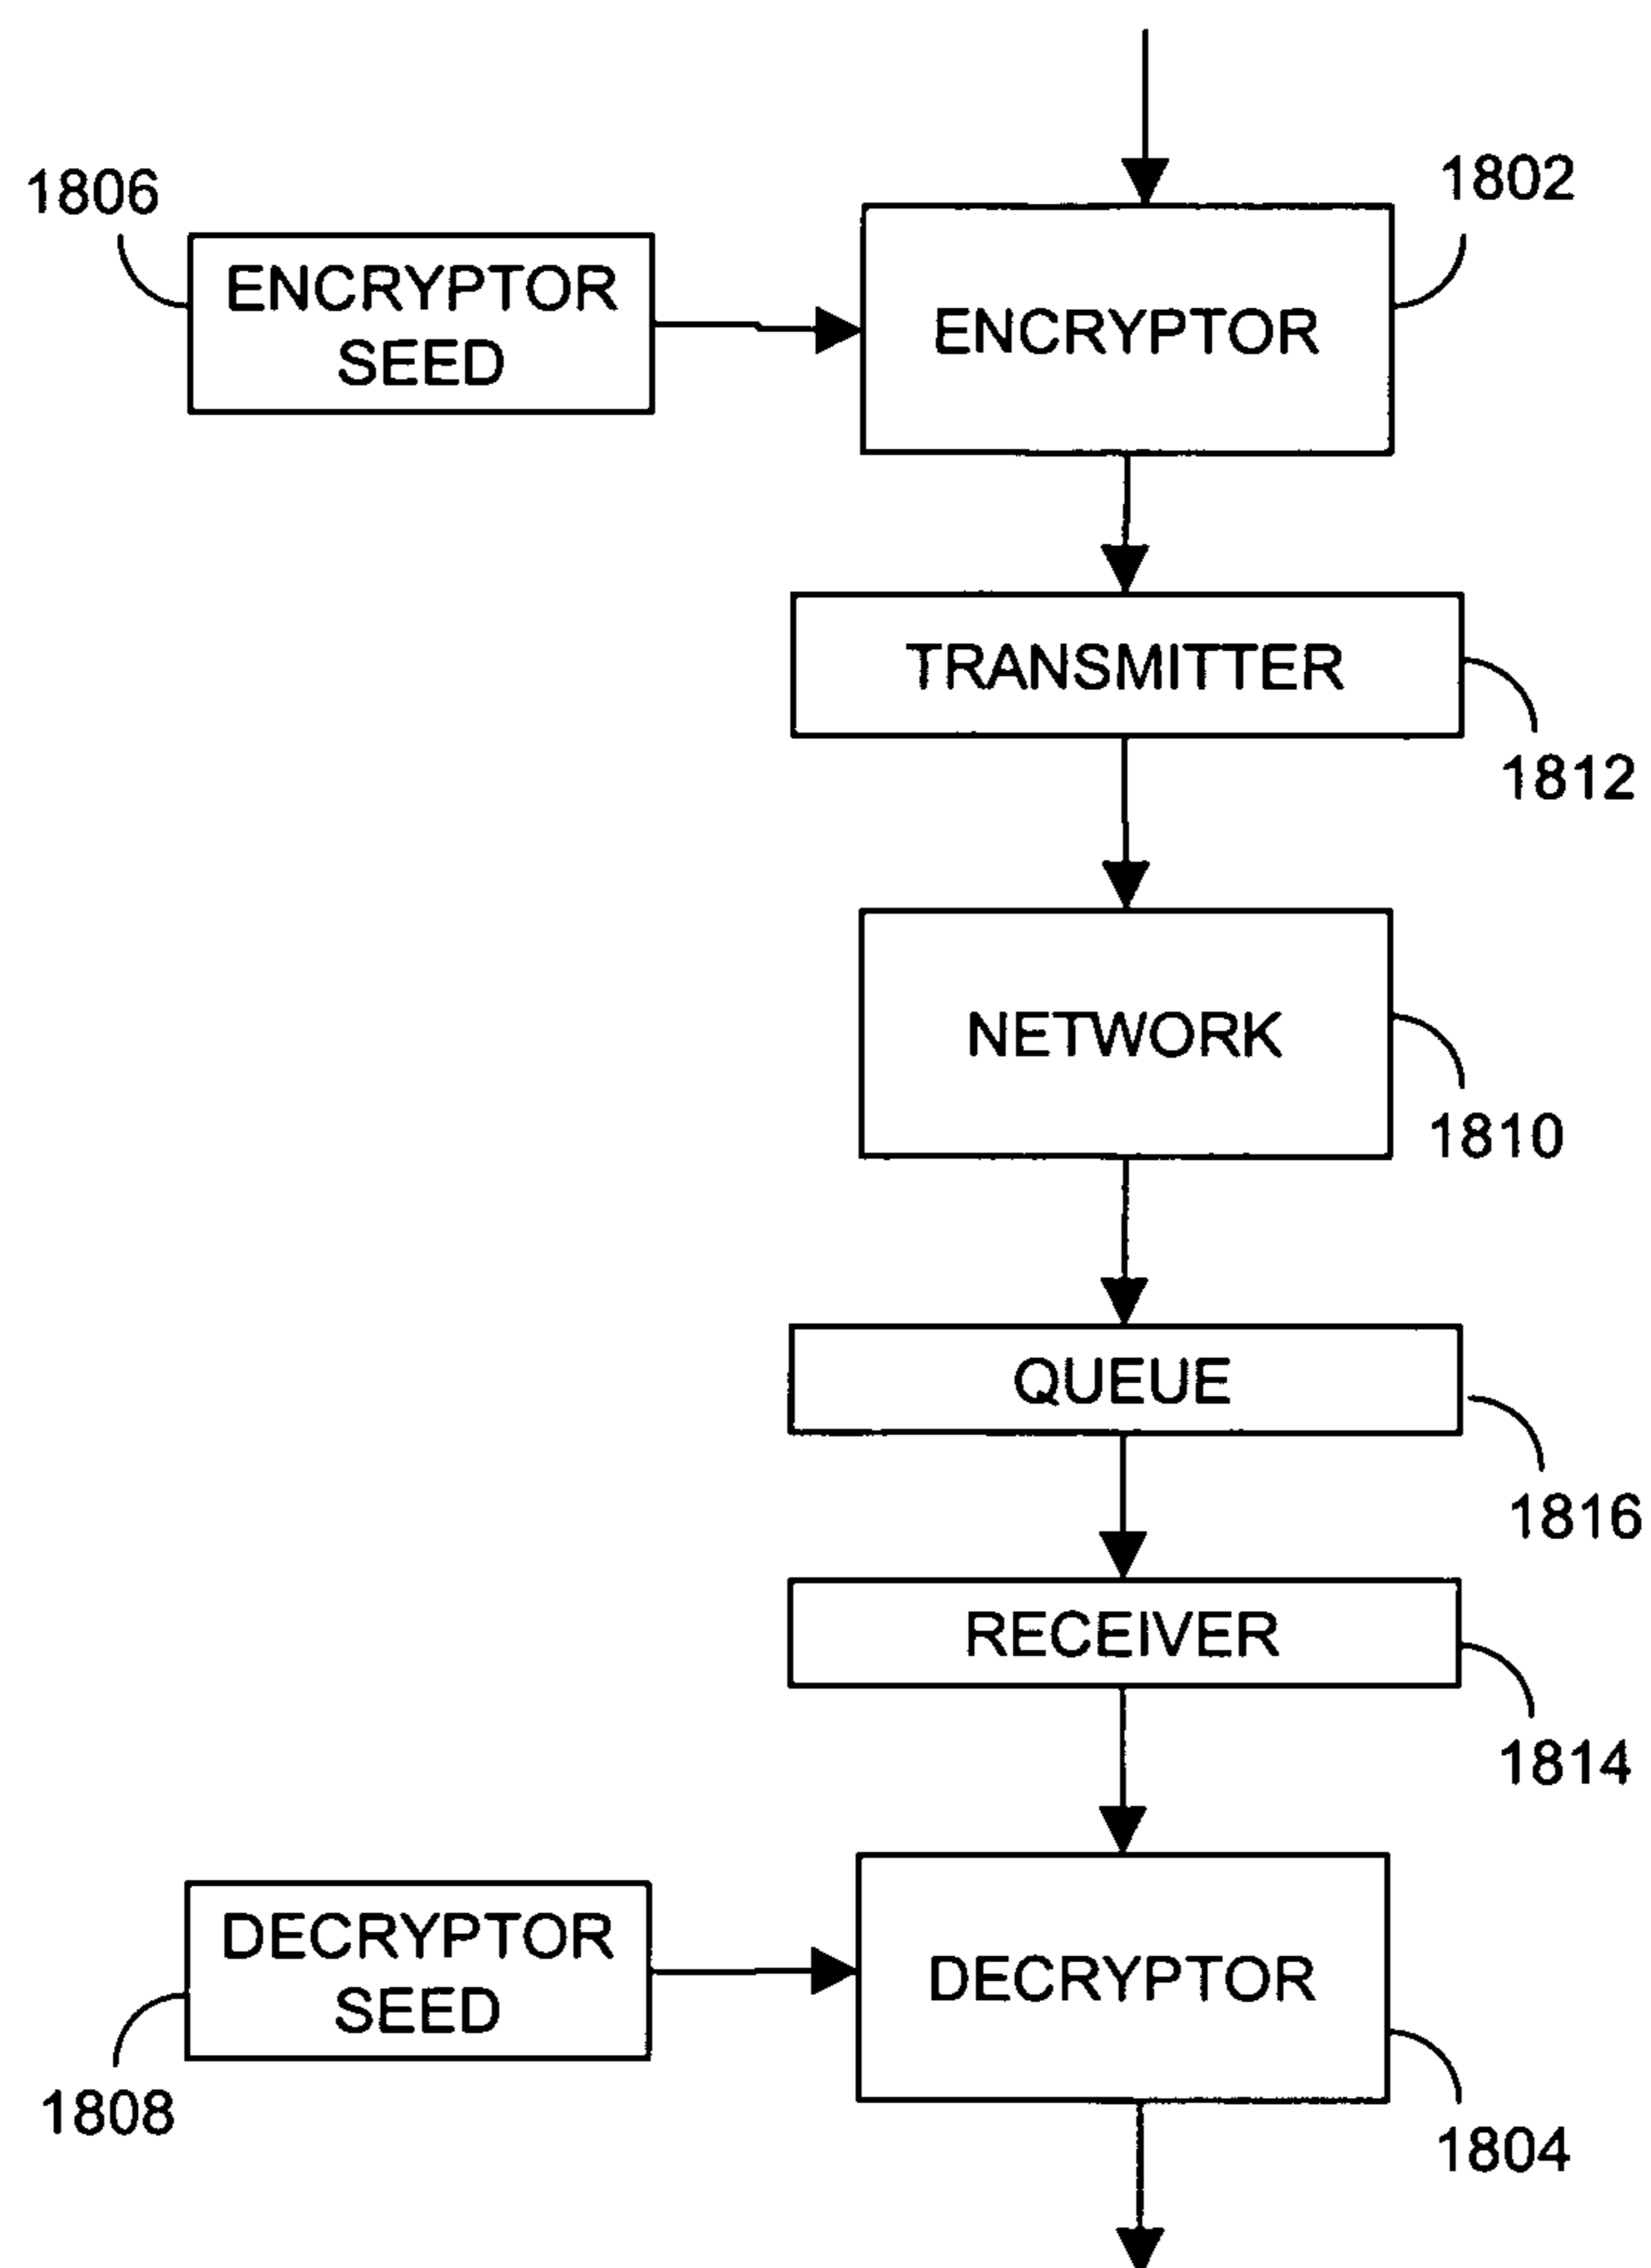 1806
1802
ENCRYPTOR
SEED
ENCRYPTOR
TRANSMITTER
1812
NETWORK
1810
QUEUE
1816
RECEIVER
1814
DECRYPTOR
SEED
DECRYPTOR
1808
1804